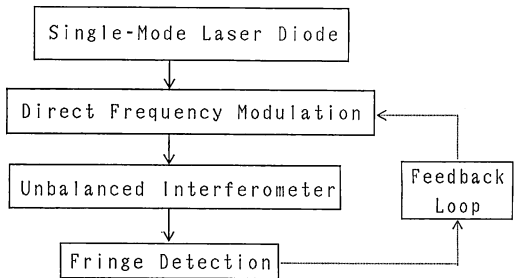 Single-Mode Laser Diode
Direct Frequency Modulation
Unbalanced Interferometer
Feedback
Loop
Fringe Detection